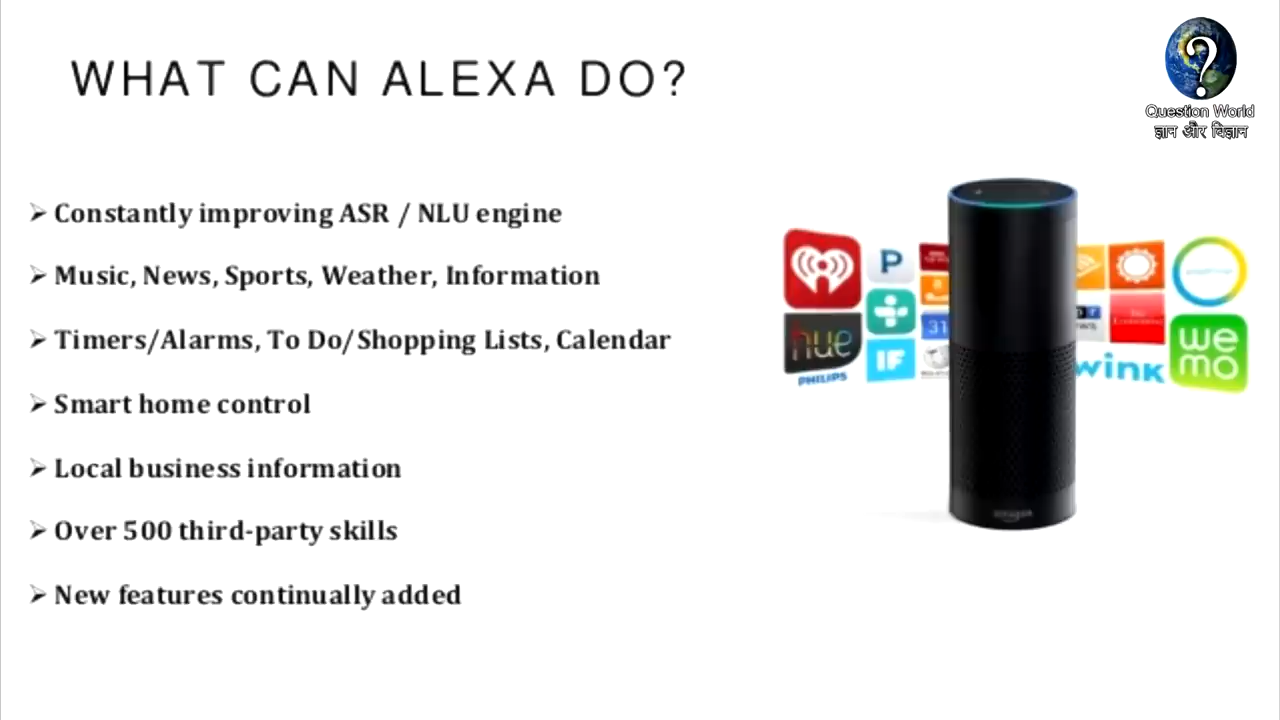 WHAT CAN ALEXA DO?
Question World
ज्ञान और विज्ञान
➢ Constantly improving ASR / NLU engine
➢ Music, News, Sports, Weather, Information
➢ Timers/Alarms, To Do/Shopping Lists, Calendar
➢ Smart home control
➢ Local business information
➢ Over 500 third-party skills
➢ New features continually added
P
31
hue
PHILIPS
IF
wink
we
mo
amazon